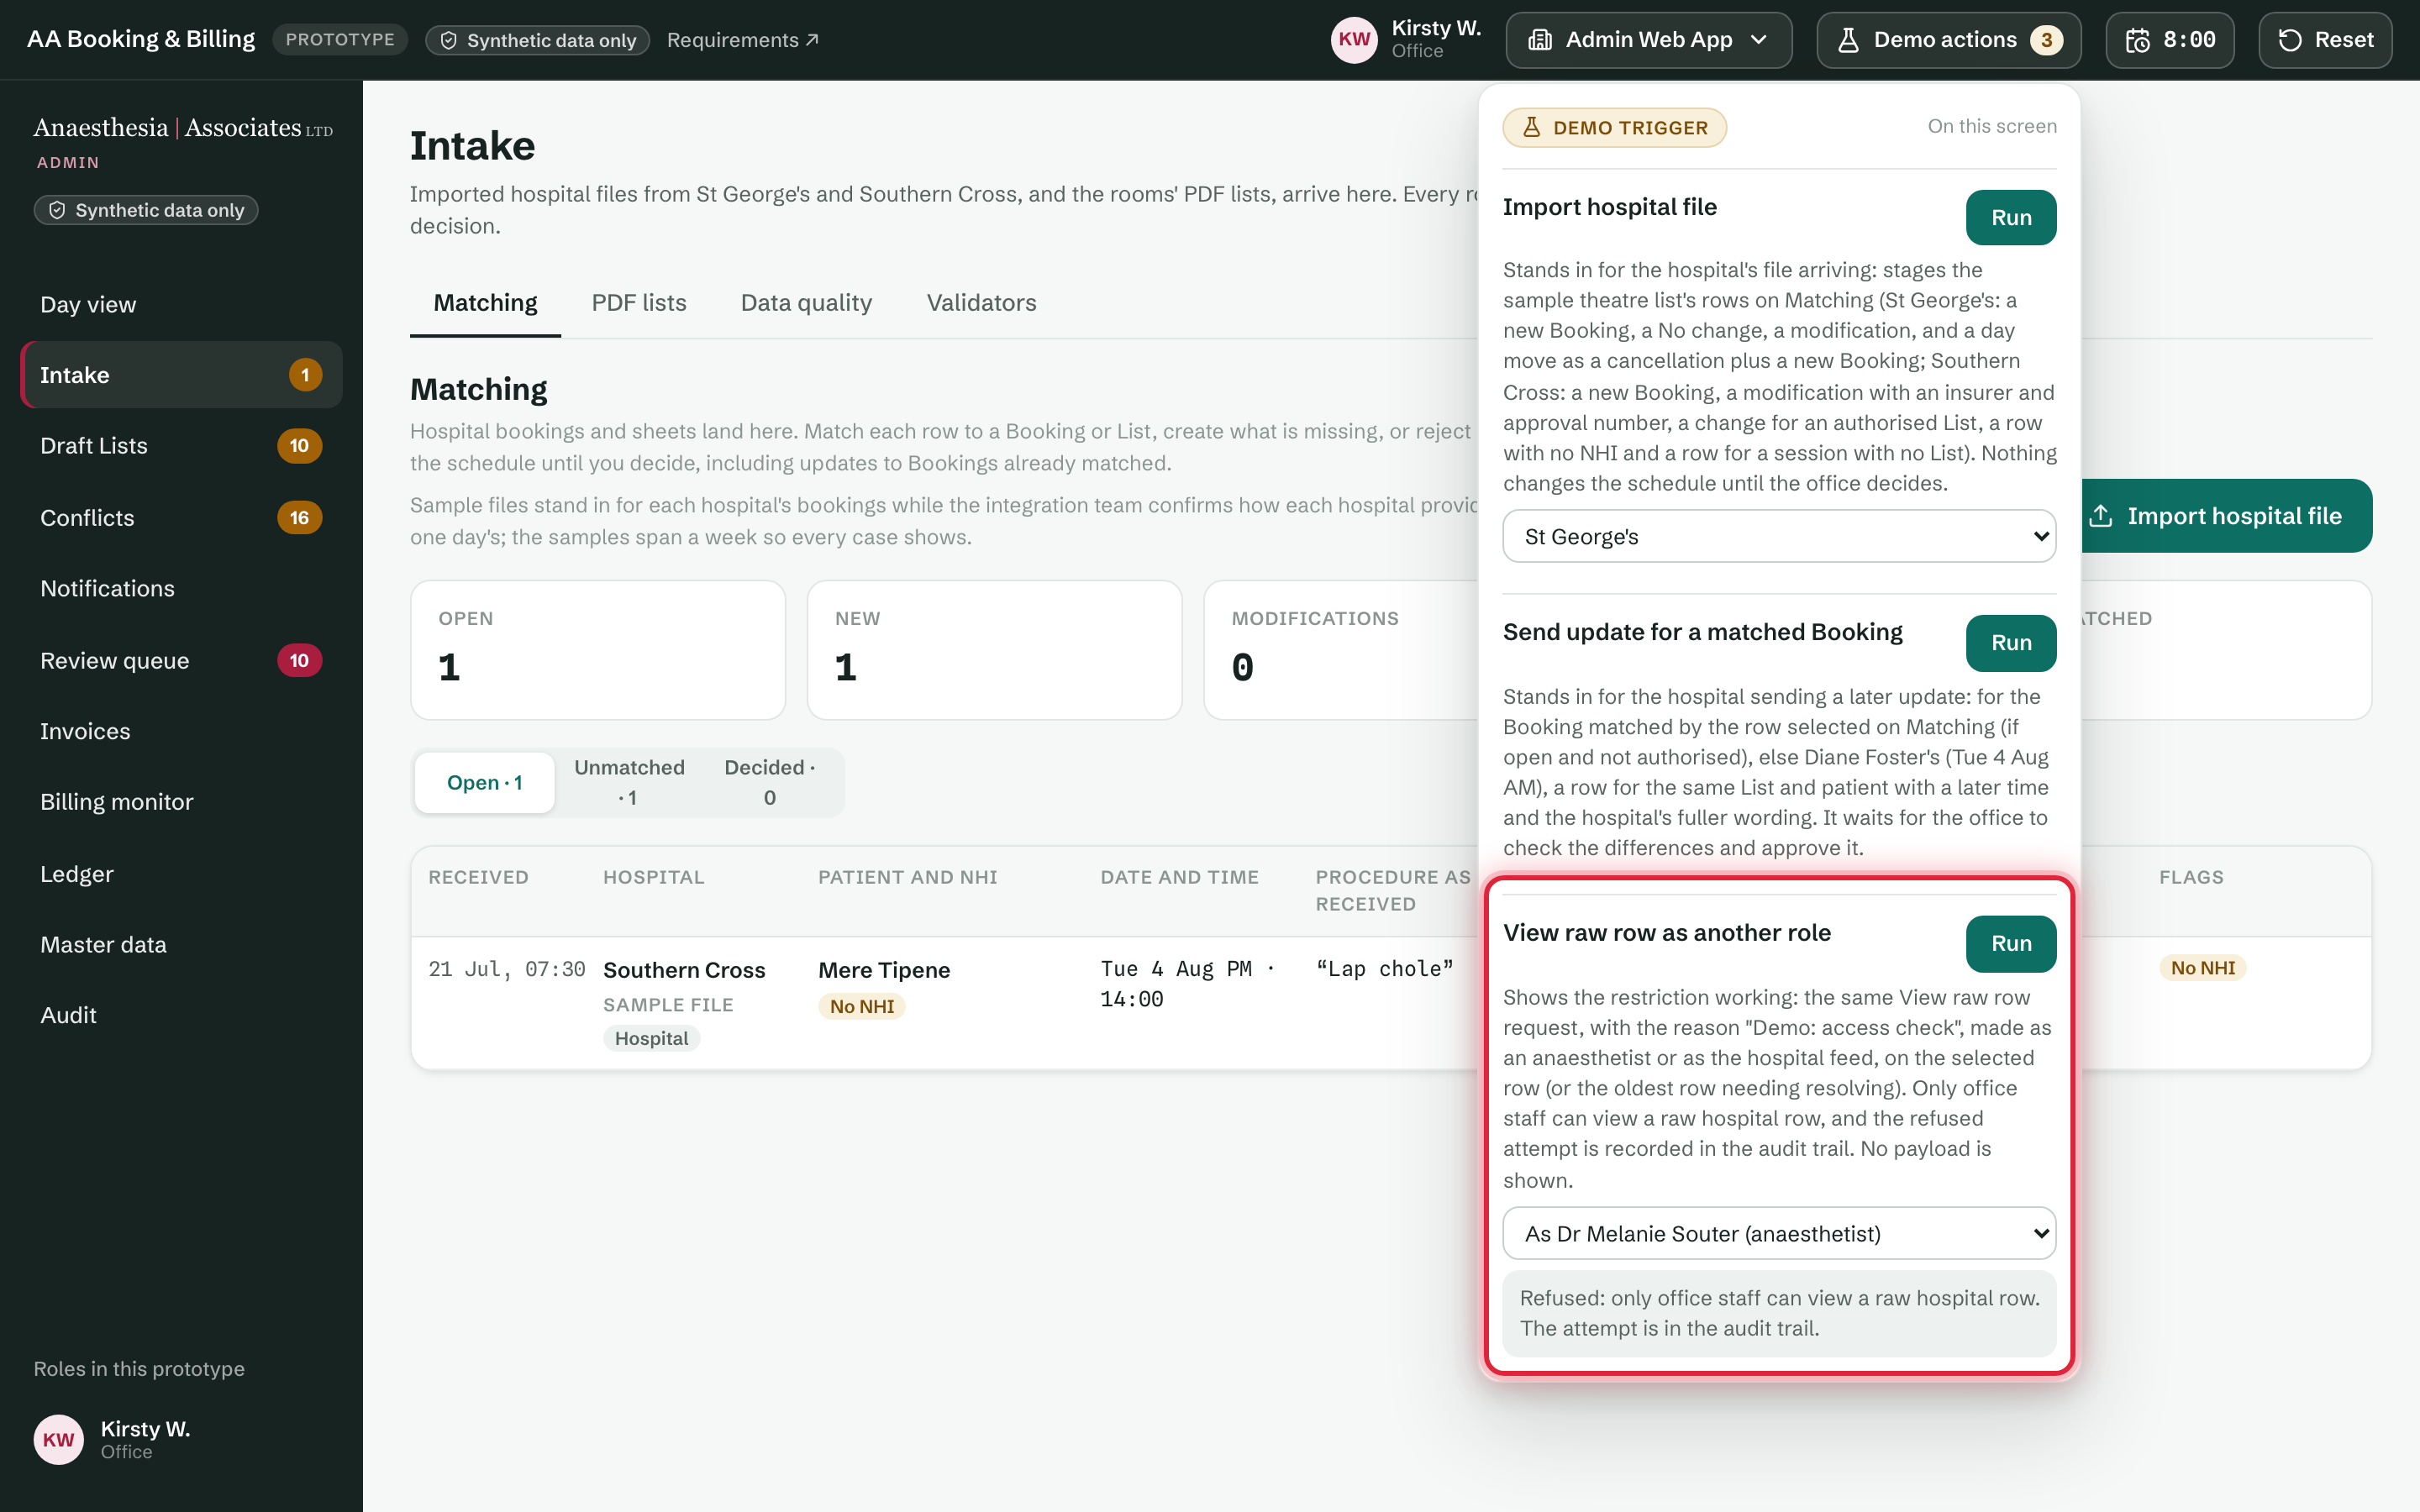 AA Booking & Billing
PROTOTYPE
Synthetic data only
Requirements ↗
KW
Kirsty W.
Office
Admin Web App
Demo actions 3
8:00
Reset
Anaesthesia | Associates LTD
ADMIN
Synthetic data only
Day view
Intake 1
Draft Lists 10
Conflicts 16
Notifications
Review queue 10
Invoices
Billing monitor
Ledger
Master data
Audit
Roles in this prototype
KW
Kirsty W.
Office
Intake
Imported hospital files from St George's and Southern Cross, and the rooms' PDF lists, arrive here. Every
decision.
Matching
PDF lists
Data quality
Validators
Matching
Hospital bookings and sheets land here. Match each row to a Booking or List, create what is missing, or reject
the schedule until you decide, including updates to Bookings already matched.
Sample files stand in for each hospital's bookings while the integration team confirms how each hospital
one day's; the samples span a week so every case shows.
Import hospital file
OPEN
1
NEW
1
MODIFICATIONS
0
TCHED
Open · 1
Unmatched
· 1
Decided ·
0
RECEIVED
HOSPITAL
PATIENT AND NHI
DATE AND TIME
PROCEDURE AS
RECEIVED
FLAGS
21 Jul, 07:30
Southern Cross
SAMPLE FILE
Hospital
Mere Tipene
No NHI
Tue 4 Aug PM ·
14:00
“Lap chole”
No NHI
DEMO TRIGGER
On this screen
Import hospital file
Run
Stands in for the hospital's file arriving: stages the
sample theatre list's rows on Matching (St George's: a
new Booking, a No change, a modification, and a day
move as a cancellation plus a new Booking; Southern
Cross: a new Booking, a modification with an insurer and
approval number, a change for an authorised List, a row
with no NHI and a row for a session with no List). Nothing
changes the schedule until the office decides.
St George's
Send update for a matched Booking
Run
Stands in for the hospital sending a later update: for the
Booking matched by the row selected on Matching (if
open and not authorised), else Diane Foster's (Tue 4 Aug
AM), a row for the same List and patient with a later time
and the hospital's fuller wording. It waits for the office to
check the differences and approve it.
View raw row as another role
Run
Shows the restriction working: the same View raw row
request, with the reason "Demo: access check", made as
an anaesthetist or as the hospital feed, on the selected
row (or the oldest row needing resolving). Only office
staff can view a raw hospital row, and the refused
attempt is recorded in the audit trail. No payload is
shown.
As Dr Melanie Souter (anaesthetist)
Refused: only office staff can view a raw hospital row.
The attempt is in the audit trail.